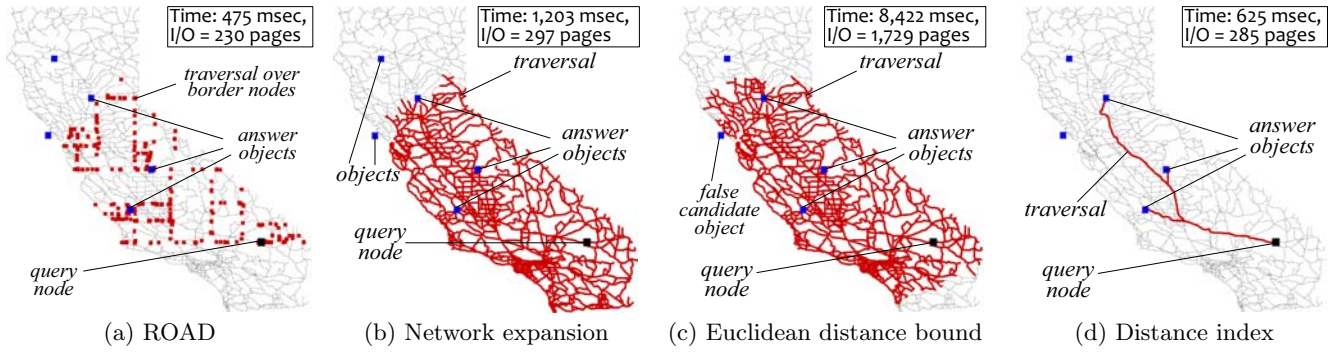 Time: 475 msec,
I/O = 230 pages
traversal over
border nodes
answer
objects
query
node
(a) ROAD
Time: 1,203 msec,
I/O = 297 pages
traversal
answer
objects
objects
query
node
(b) Network expansion
Time: 8,422 msec,
I/O = 1,729 pages
traversal
answer
objects
false
candidate
object
query
node
(c) Euclidean distance bound
Time: 625 msec,
I/O = 285 pages
answer
objects
traversal
query
node
(d) Distance index